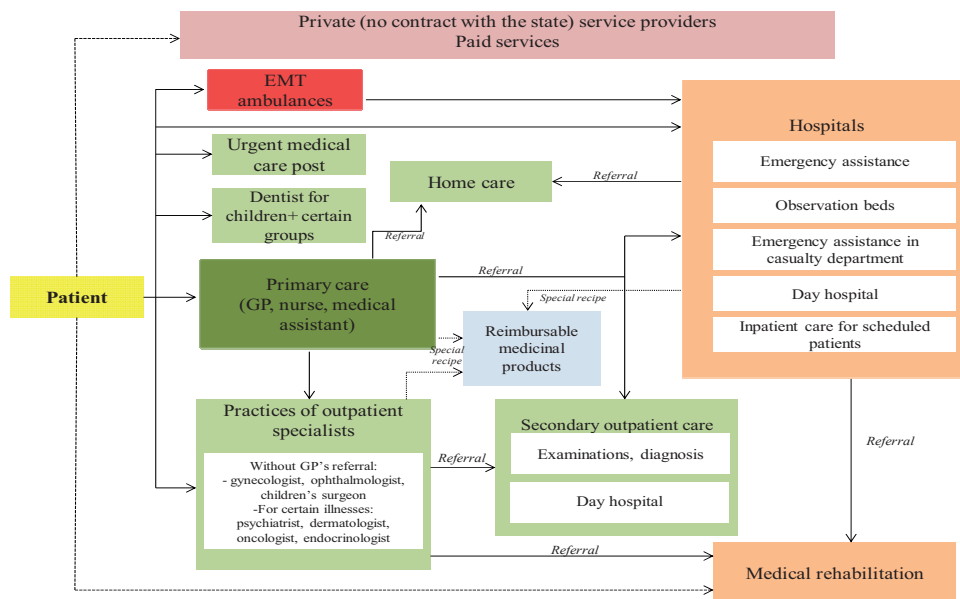 Private (no contract with the state) service providers
Paid services
EMT
ambulances
Hospitals
Urgent medical
care post
Emergency assistance
Home care
Referral
Dentist for
children+ certain
groups
Observation beds
Referral
Emergency assistance in
casualty department
Primary care
(GP, nurse, medical
assistant)
Referral
Patient
Special recipe
Day hospital
Reimbursable
medicinal
products
Special
recipe
Inpatient care for scheduled
patients
Practices of outpatient
specialists
Secondary outpatient care
Referral
Without GP's referral:
- gynecologist, ophthalmologist,
children's surgeon
-For certain illnesses:
psychiatrist, dermatologist,
oncologist, endocrinologist
Referral
Examinations, diagnosis
Day hospital
Referral
Medical rehabilitation